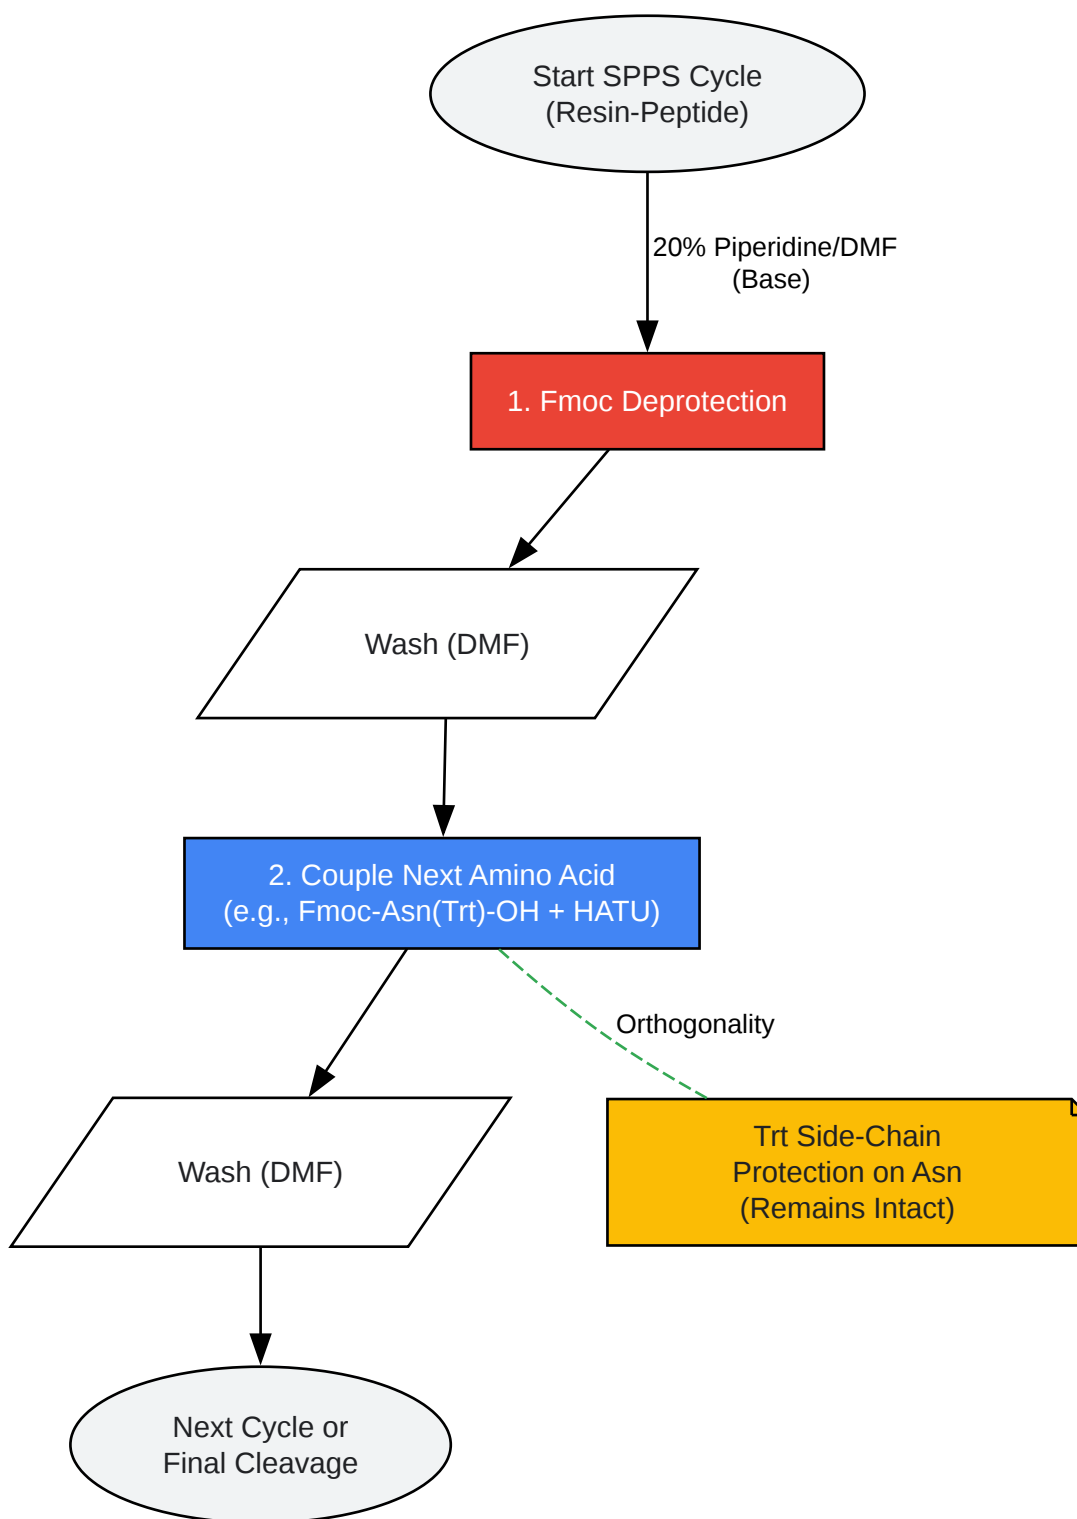 Start SPPS Cycle
(Resin-Peptide)
20% Piperidine/DMF
(Base)
1. Fmoc Deprotection
Wash (DMF)
2. Couple Next Amino Acid
(e.g., Fmoc-Asn(Trt)-OH + HATU)
Orthogonality
Trt Side-Chain
Protection on Asn
(Remains Intact)
Wash (DMF)
Next Cycle or
Final Cleavage